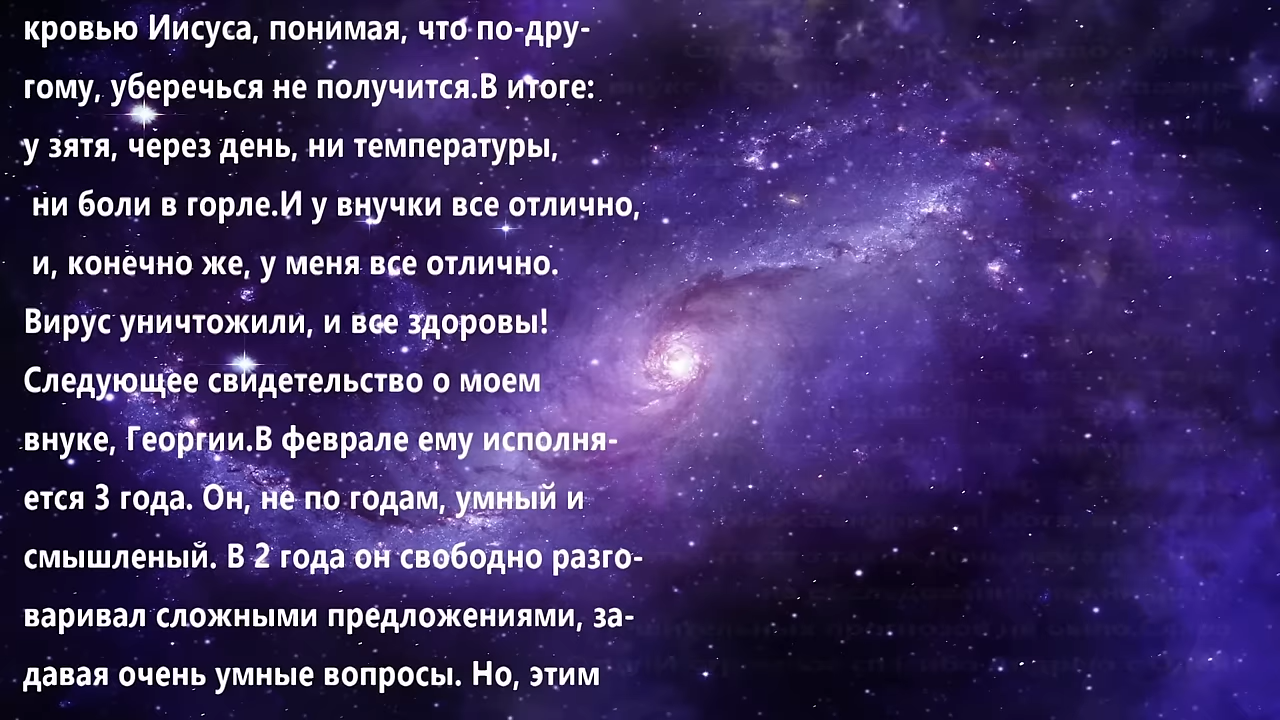 кровью Иисуса, понимая, что по-дру-
гому, уберечься не получится.В итоге:
у зятя, через день, ни температуры,
ни боли в горле.И у внучки все отлично,
и, конечно же, у меня все отлично.
Вирус уничтожили, и все здоровы!
Следующее свидетельство о моем
внуке, Георгии.В феврале ему исполня-
ется 3 года. Он, не по годам, умный и
смышленый. В 2 года он свободно разго-
варивал сложными предложениями, за-
давая очень умные вопросы. Но, этим